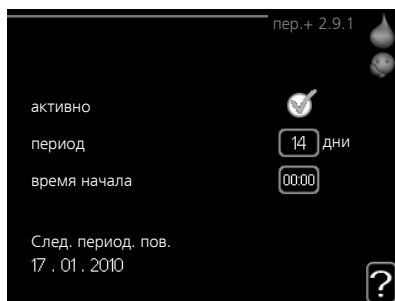 пер.+ 2.9.1
активно
период 14 дни
время начала 00:00
След. период. пов.
17 . 01 . 2010
?